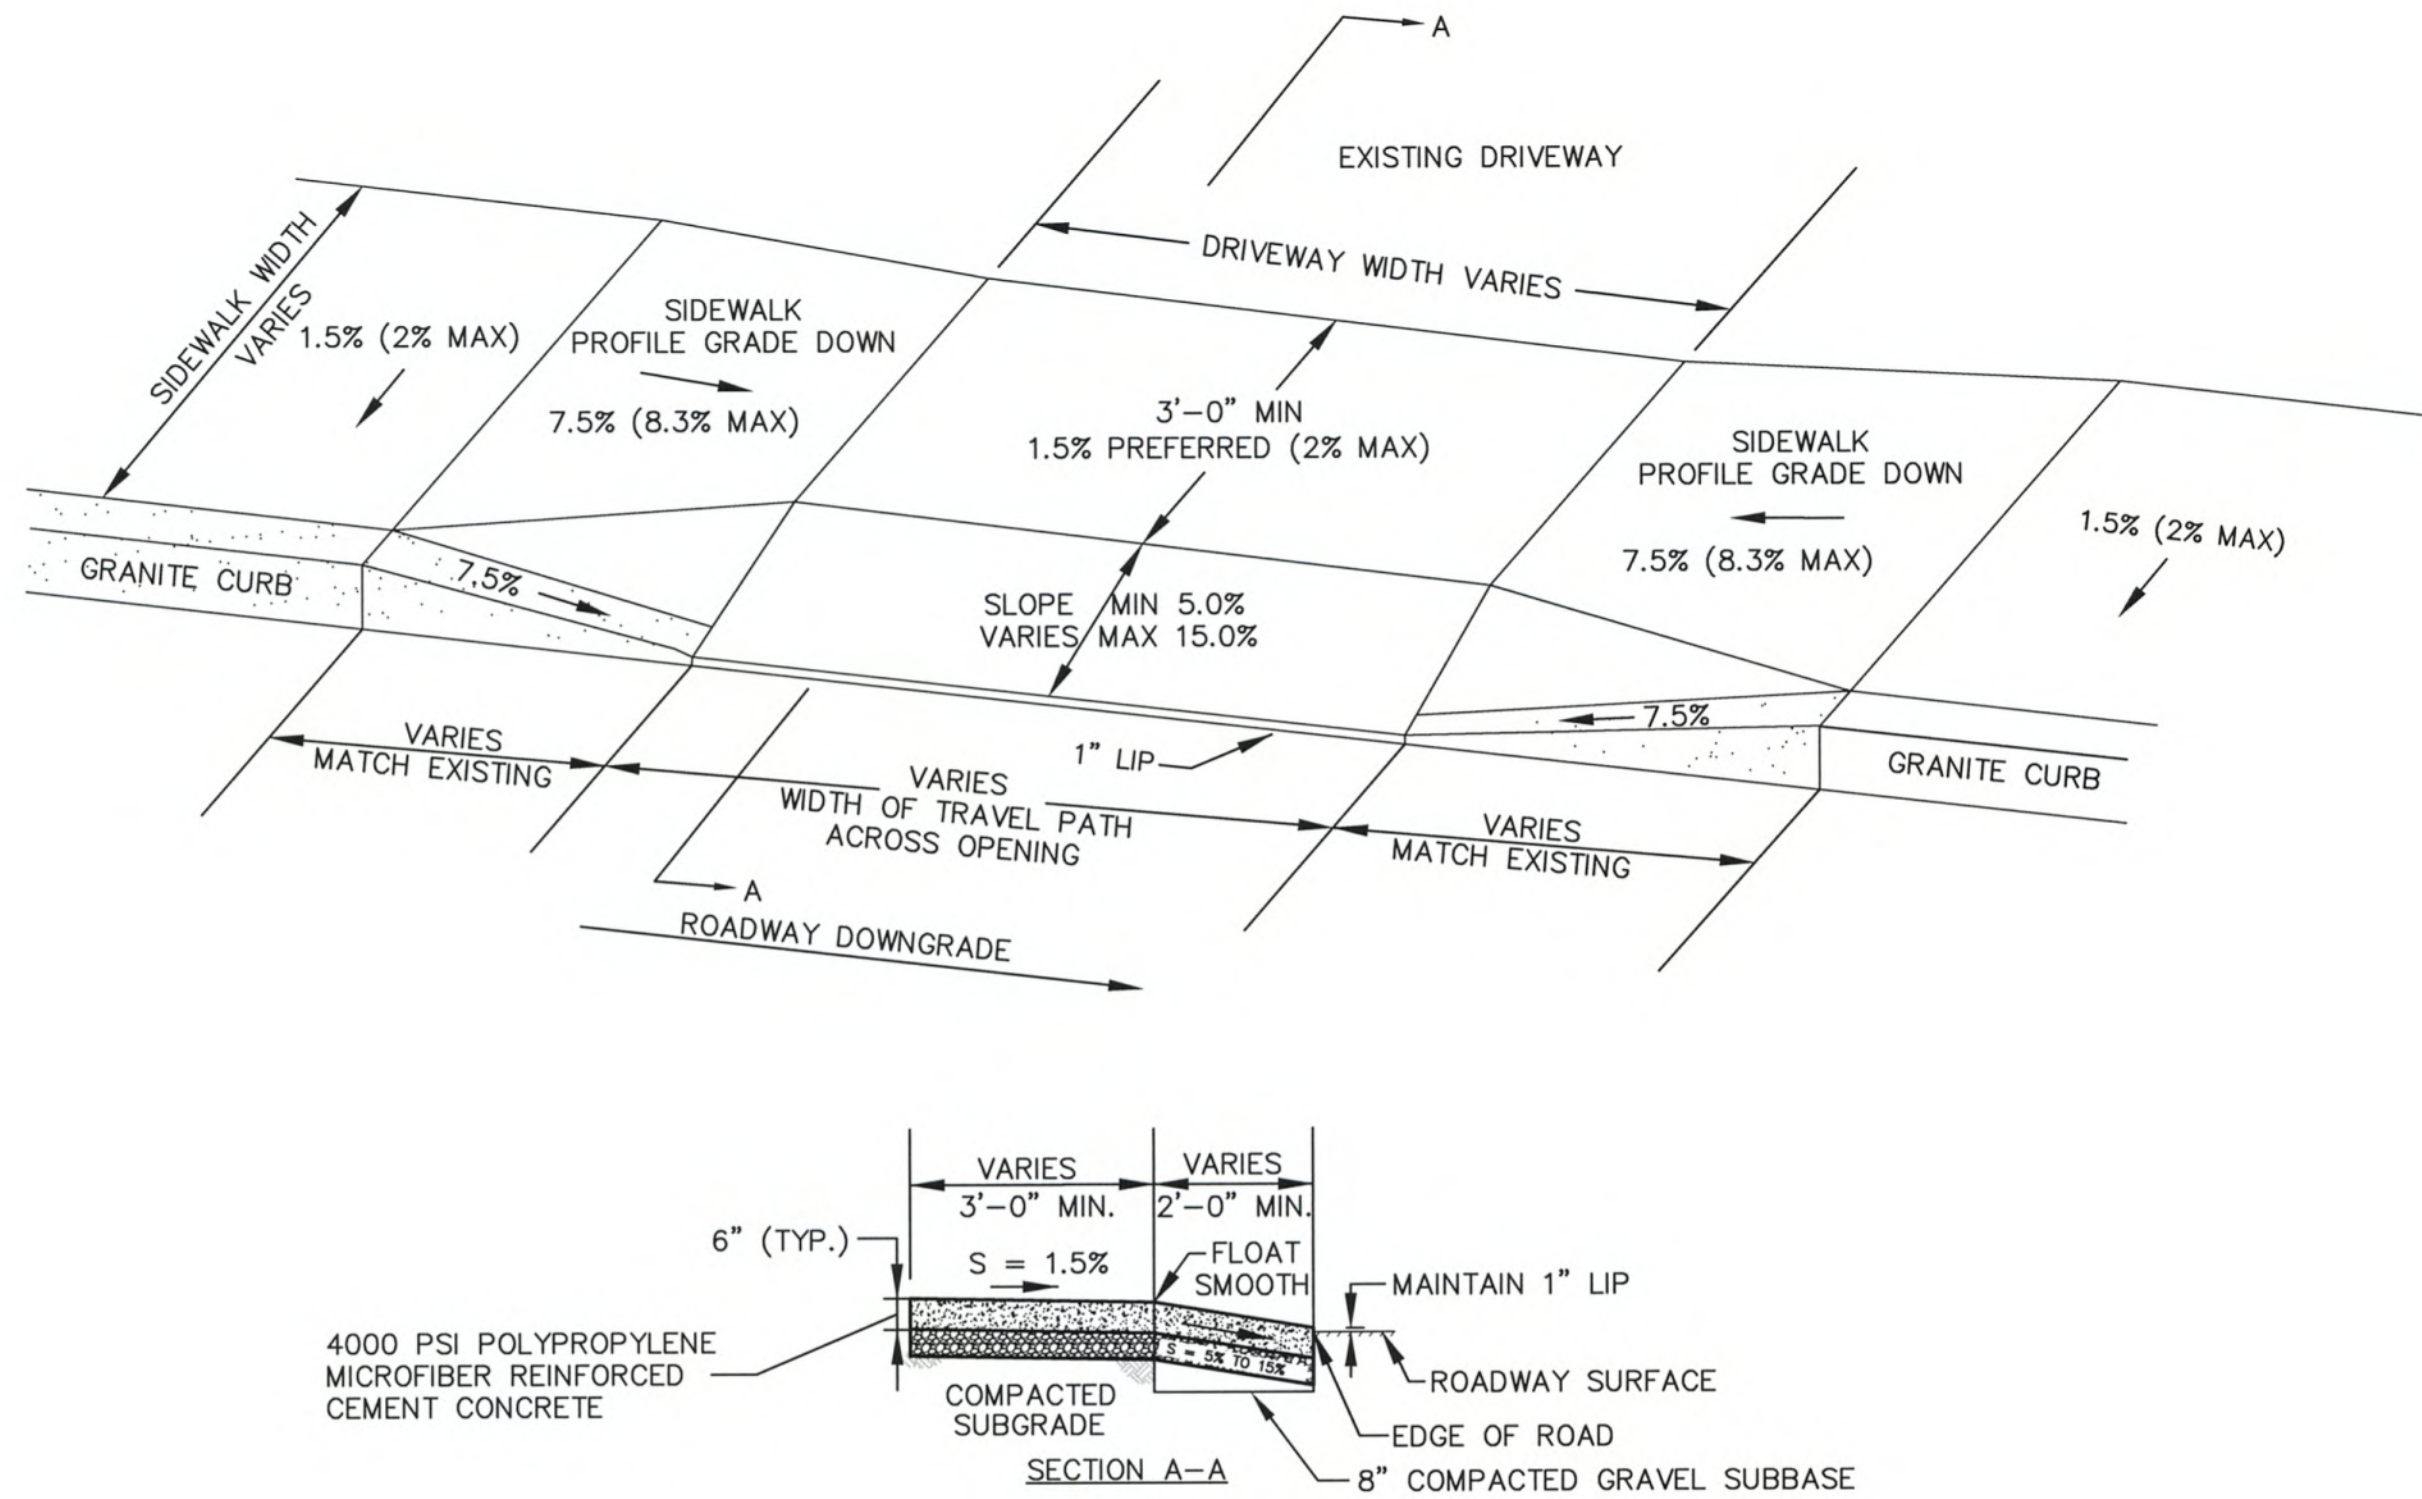 A
EXISTING DRIVEWAY
DRIVEWAY WIDTH VARIES
SIDEWALK WIDTH
VARIES
1.5% (2% MAX)
SIDEWALK
PROFILE GRADE DOWN
7.5% (8.3% MAX)
3'-0" MIN
1.5% PREFERRED (2% MAX)
SIDEWALK
PROFILE GRADE DOWN
7.5% (8.3% MAX)
1.5% (2% MAX)
GRANITE CURB
7.5%
SLOPE MIN 5.0%
VARIES MAX 15.0%
7.5%
GRANITE CURB
1" LIP
VARIES
MATCH EXISTING
VARIES
WIDTH OF TRAVEL PATH
ACROSS OPENING
VARIES
MATCH EXISTING
A
ROADWAY DOWNGRADE
VARIES
3'-0" MIN.
VARIES
2'-0" MIN.
6" (TYP.)
S = 1.5%
FLOAT
SMOOTH
MAINTAIN 1" LIP
4000 PSI POLYPROPYLENE
MICROFIBER REINFORCED
CEMENT CONCRETE
S = 5% TO 15%
ROADWAY SURFACE
COMPACTED
SUBGRADE
EDGE OF ROAD
SECTION A-A
8" COMPACTED GRAVEL SUBBASE